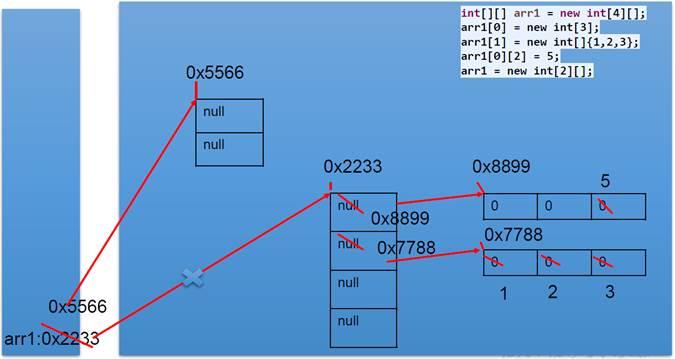 int[][] arr1 = new int[4][];
arr1[0] = new int[3];
arr1[1] = new int[]{1,2,3};
arr1[0][2] = 5;
arr1 = new int[2][];
0x5566
null
null
0x2233
0x8899
5
null
0x8899
0 0 0
null
0x7788
0x7788
0 0 0
null
1 2 3
0x5566
null
arr1:0x2233